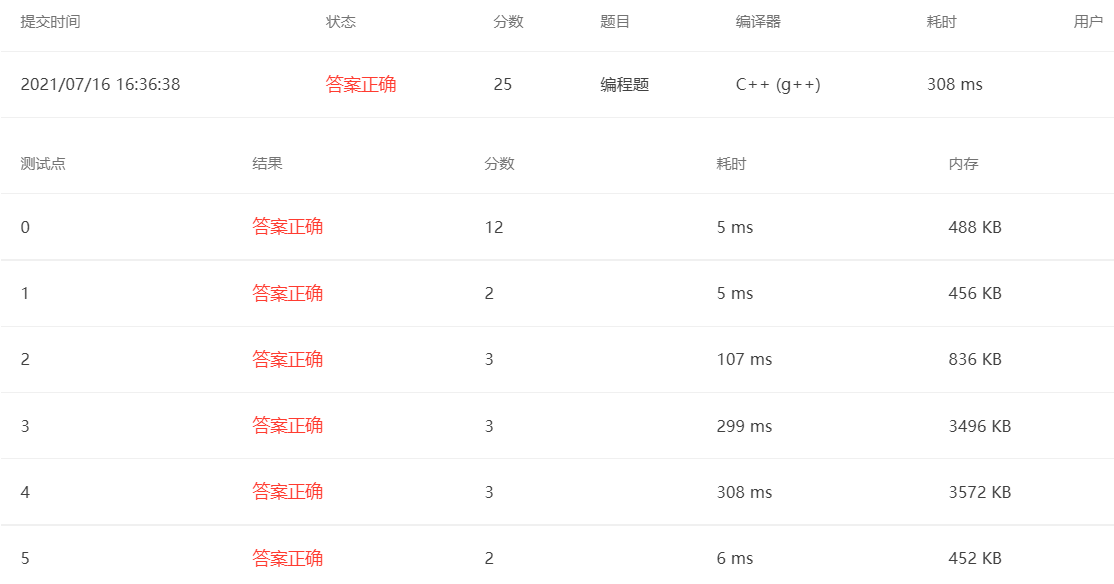 提交时间 状态 分数 题目 编译器 耗时 用户
2021/07/16 16:36:38 答案正确 25 编程题 C++ (g++) 308 ms
测试点 结果 分数 耗时 内存
0 答案正确 12 5 ms 488 KB
1 答案正确 2 5 ms 456 KB
2 答案正确 3 107 ms 836 KB
3 答案正确 3 299 ms 3496 KB
4 答案正确 3 308 ms 3572 KB
5 答案正确 2 6 ms 452 KB